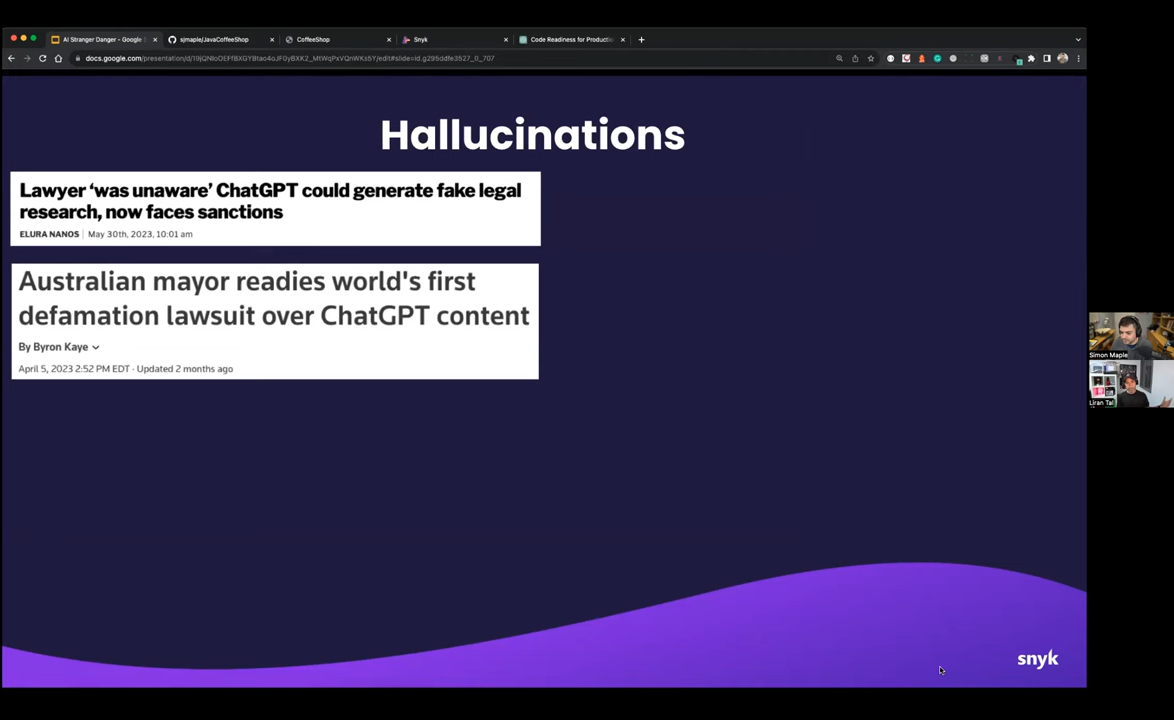 AI Stranger Danger - Google
sjmaple/JavaCoffeeShop
CoffeeShop
Snyk
Code Readiness for Producti
Hallucinations
Lawyer ‘was unaware’ ChatGPT could generate fake legal
research, now faces sanctions
ELURA NANOS | May 30th, 2023, 10:01 am
Australian mayor readies world's first
defamation lawsuit over ChatGPT content
By Byron Kaye
April 5, 2023 2:52 PM EDT · Updated 2 months ago
Simon Maple
Liran Tal
snyk